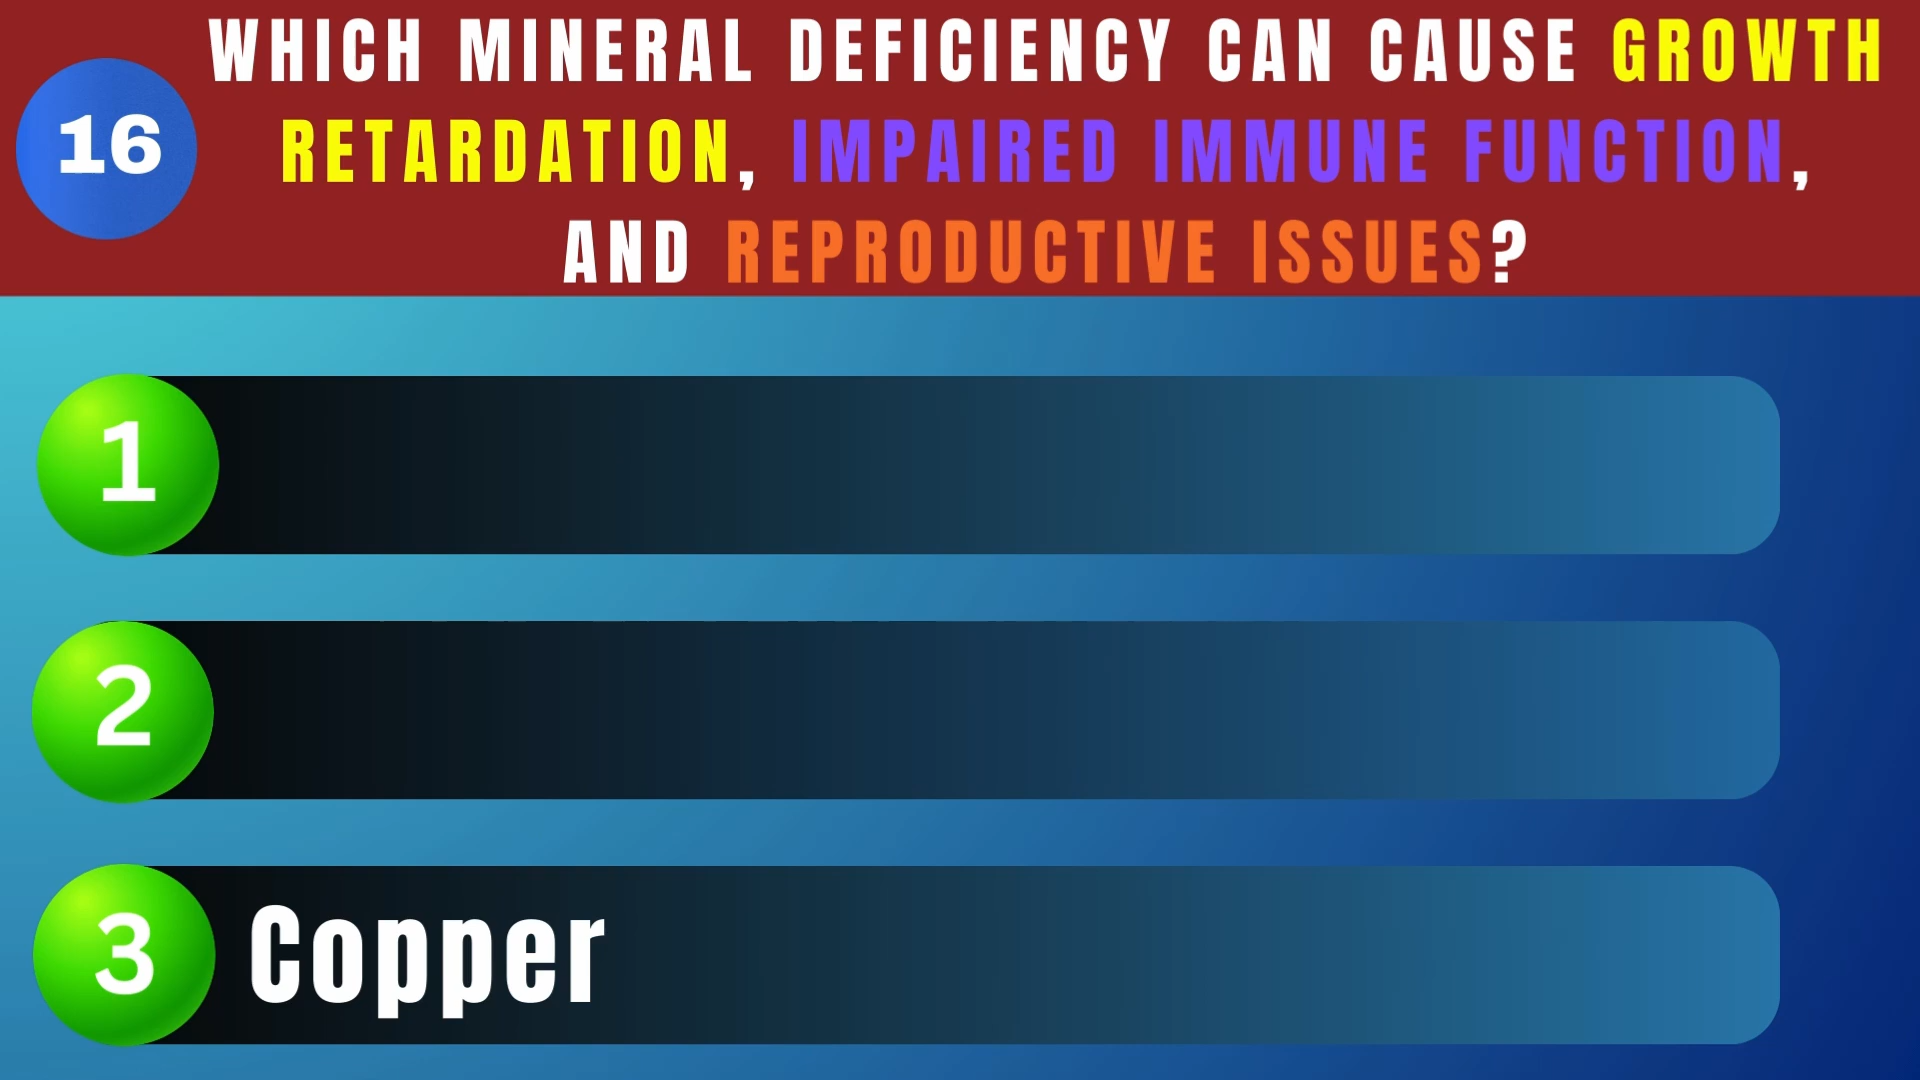 16
WHICH MINERAL DEFICIENCY CAN CAUSE GROWTH
RETARDATION, IMPAIRED IMMUNE FUNCTION,
AND REPRODUCTIVE ISSUES?
1
2
3 Copper